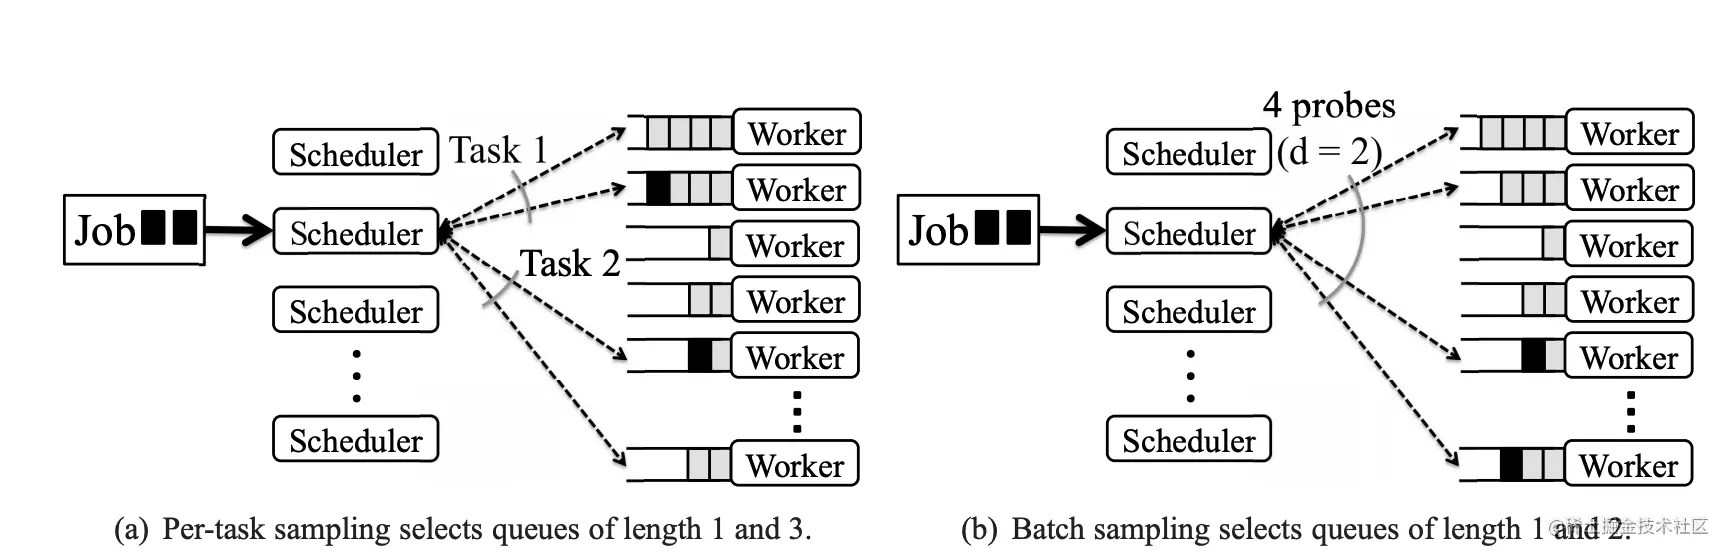 Job
Scheduler
Scheduler
Scheduler
Scheduler
Task 1
Task 2
Worker
Worker
Worker
Worker
Worker
Worker
(a) Per-task sampling selects queues of length 1 and 3.
Job
Scheduler
Scheduler
Scheduler
Scheduler
4 probes
(d = 2)
Worker
Worker
Worker
Worker
Worker
Worker
(b) Batch sampling selects queues of length 1 and 2.
@稀土掘金技术社区